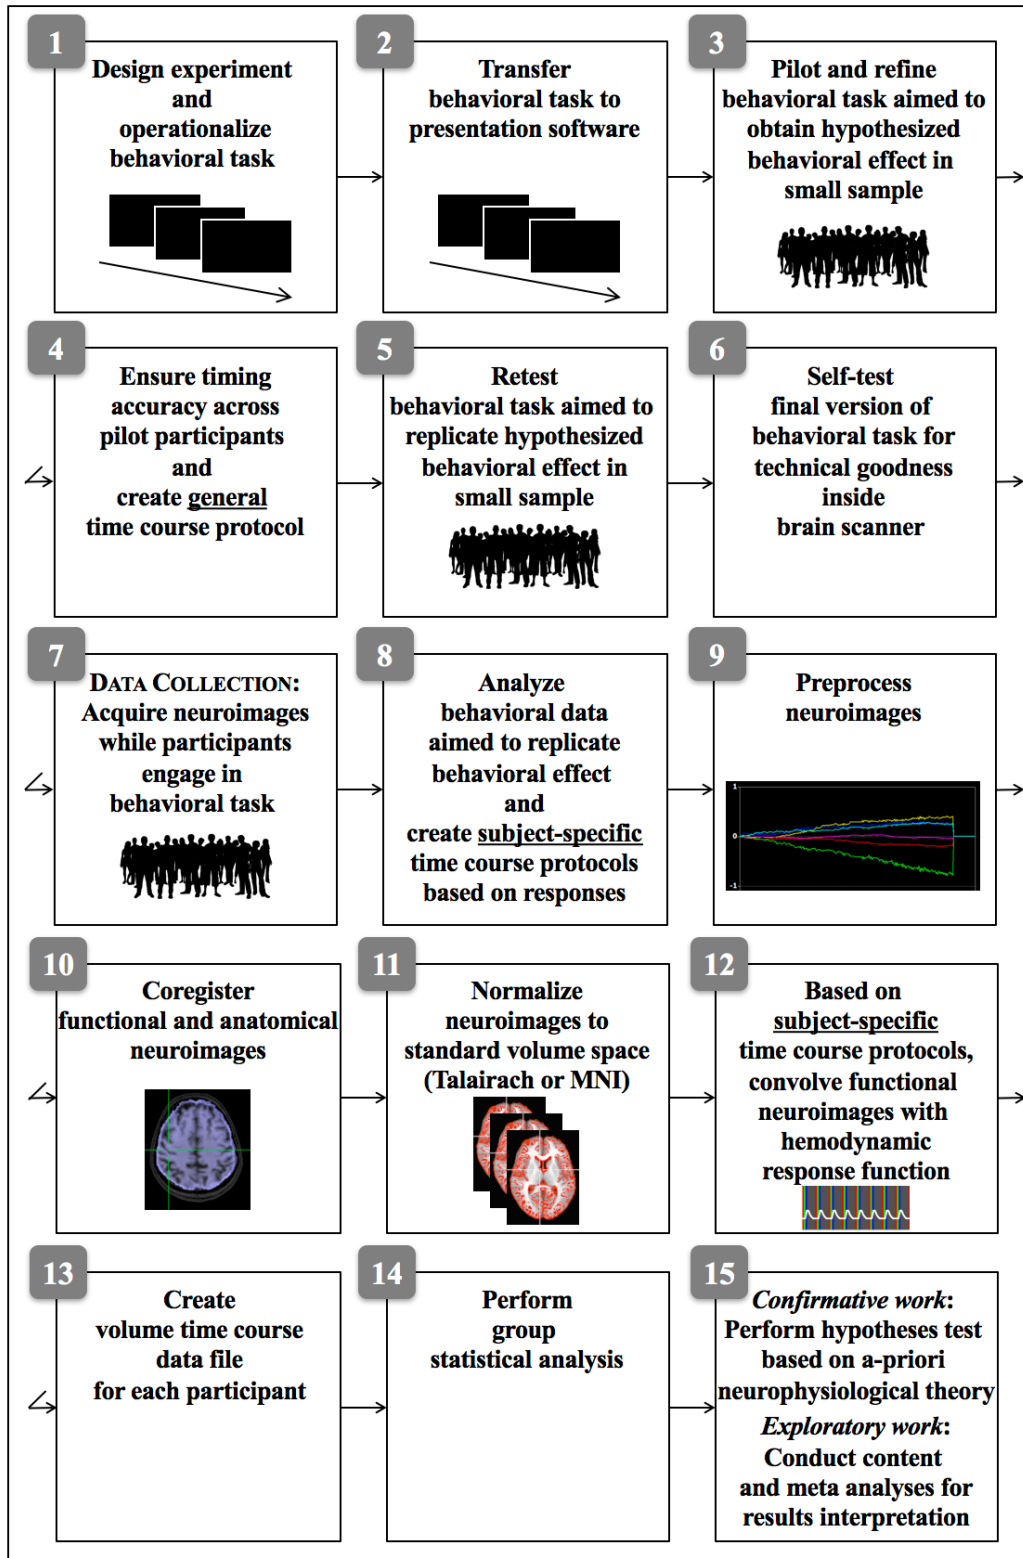 1
Design experiment
and
operationalize
behavioral task
2
Transfer
behavioral task to
presentation software
3
Pilot and refine
behavioral task aimed to
obtain hypothesized
behavioral effect in
small sample
4
Ensure timing
accuracy across
pilot participants
and
create general
time course protocol
5
Retest
behavioral task aimed to
replicate hypothesized
behavioral effect in
small sample
6
Self-test
final version of
behavioral task for
technical goodness
inside
brain scanner
7
DATA COLLECTION:
Acquire neuroimages
while participants
engage in
behavioral task
8
Analyze
behavioral data
aimed to replicate
behavioral effect
and
create subject-specific
time course protocols
based on responses
9
Preprocess
neuroimages
1
0
-1
10
Coregister
functional and anatomical
neuroimages
11
Normalize
neuroimages to
standard volume space
(Talairach or MNI)
12
Based on
subject-specific
time course protocols,
convolve functional
neuroimages with
hemodynamic
response function
13
Create
volume time course
data file
for each participant
14
Perform
group
statistical analysis
15
Confirmative work:
Perform hypotheses test
based on a-priori
neurophysiological theory
Exploratory work:
Conduct content
and meta analyses for
results interpretation